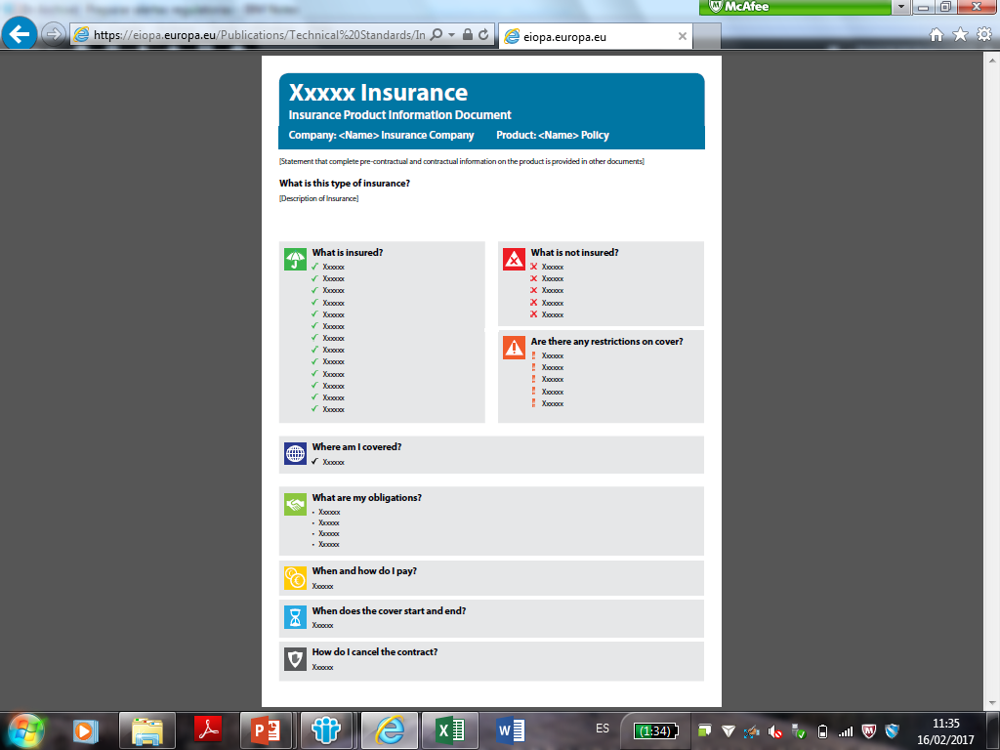 McAfee
https://eiopa.europa.eu/Publications/Technical%20Standards/In
eiopa.europa.eu
Xxxxx Insurance
Insurance Product Information Document
Company: <Name> Insurance Company Product: <Name> Policy
[Statement that complete pre-contractual and contractual information on the product is provided in other documents]
What is this type of insurance?
[Description of Insurance]
What is insured?
Xxxxxx
Xxxxxx
Xxxxxx
Xxxxxx
Xxxxxx
Xxxxxx
Xxxxxx
Xxxxxx
Xxxxxx
Xxxxxx
Xxxxxx
Xxxxxx
Xxxxxx
What is not insured?
Xxxxxx
Xxxxxx
Xxxxxx
Xxxxxx
Xxxxxx
Are there any restrictions on cover?
Xxxxxx
Xxxxxx
Xxxxxx
Xxxxxx
Xxxxxx
Where am I covered?
Xxxxxx
What are my obligations?
Xxxxxx
Xxxxxx
Xxxxxx
Xxxxxx
When and how do I pay?
Xxxxxx
When does the cover start and end?
Xxxxxx
How do I cancel the contract?
Xxxxxx
ES
(1:34)
11:35
16/02/2017